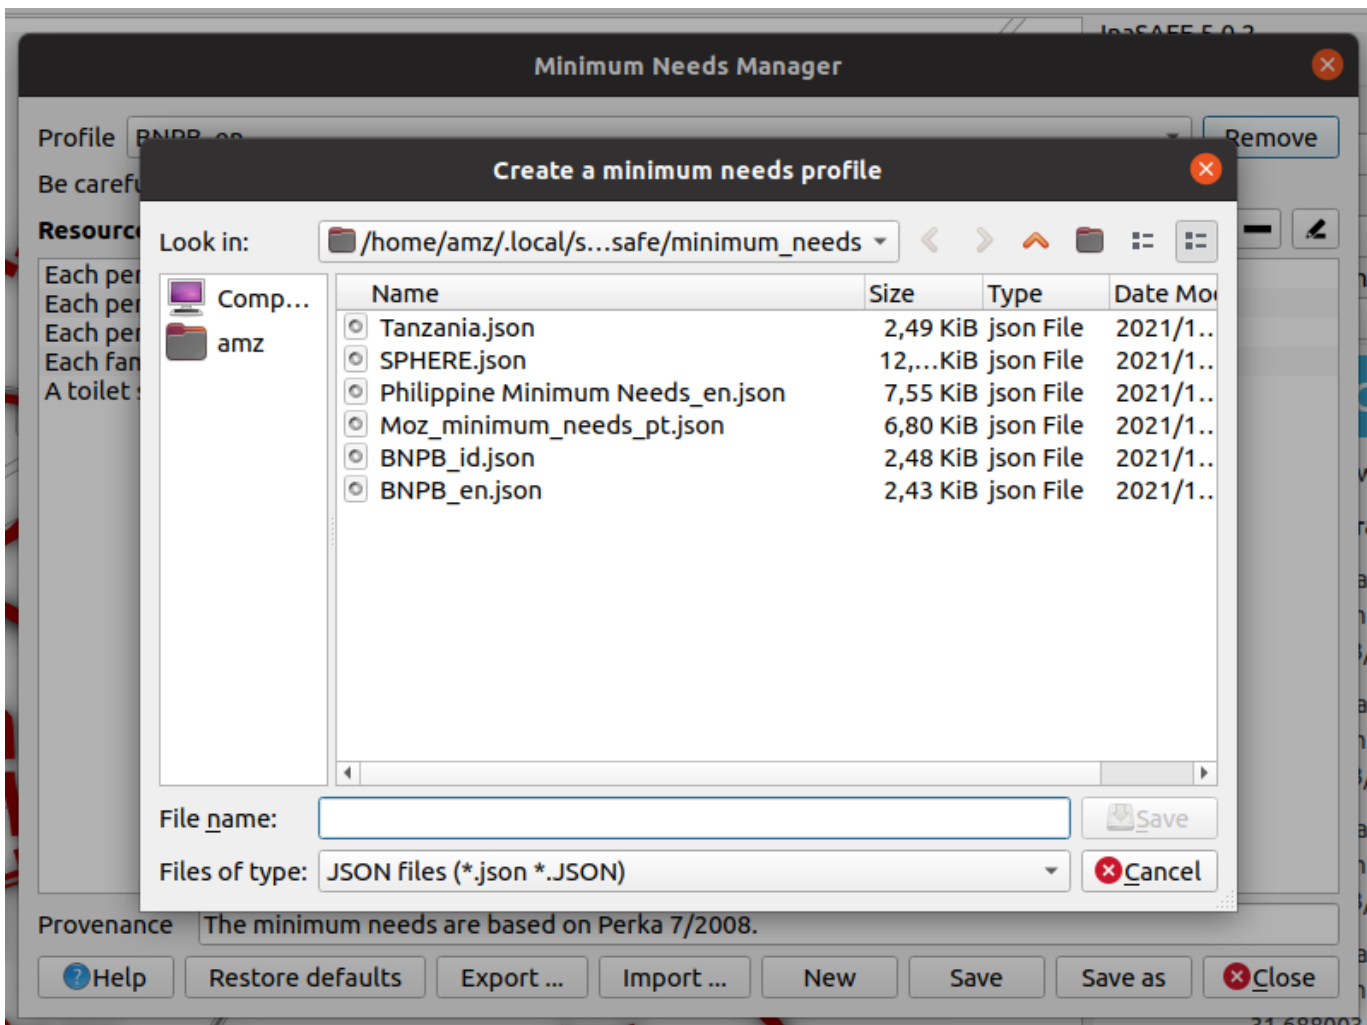 InaSAFE 5.0.2
Minimum Needs Manager
Profile BNPB_en Remove
Create a minimum needs profile
Be carefu
Resourc
Look in: /home/amz/.local/s...safe/minimum_needs
Each per
Each per
Each per
Each fam
A toilet s
Comp...
amz
Name Size Type Date Mo
Tanzania.json 2,49 KiB json File 2021/1..
SPHERE.json 12,...KiB json File 2021/1..
Philippine Minimum Needs_en.json 7,55 KiB json File 2021/1..
Moz_minimum_needs_pt.json 6,80 KiB json File 2021/1..
BNPB_id.json 2,48 KiB json File 2021/1..
BNPB_en.json 2,43 KiB json File 2021/1..
File name: Save
Files of type: JSON files (*.json *.JSON) Cancel
Provenance The minimum needs are based on Perka 7/2008.
Help Restore defaults Export ... Import ... New Save Save as Close
31.688003